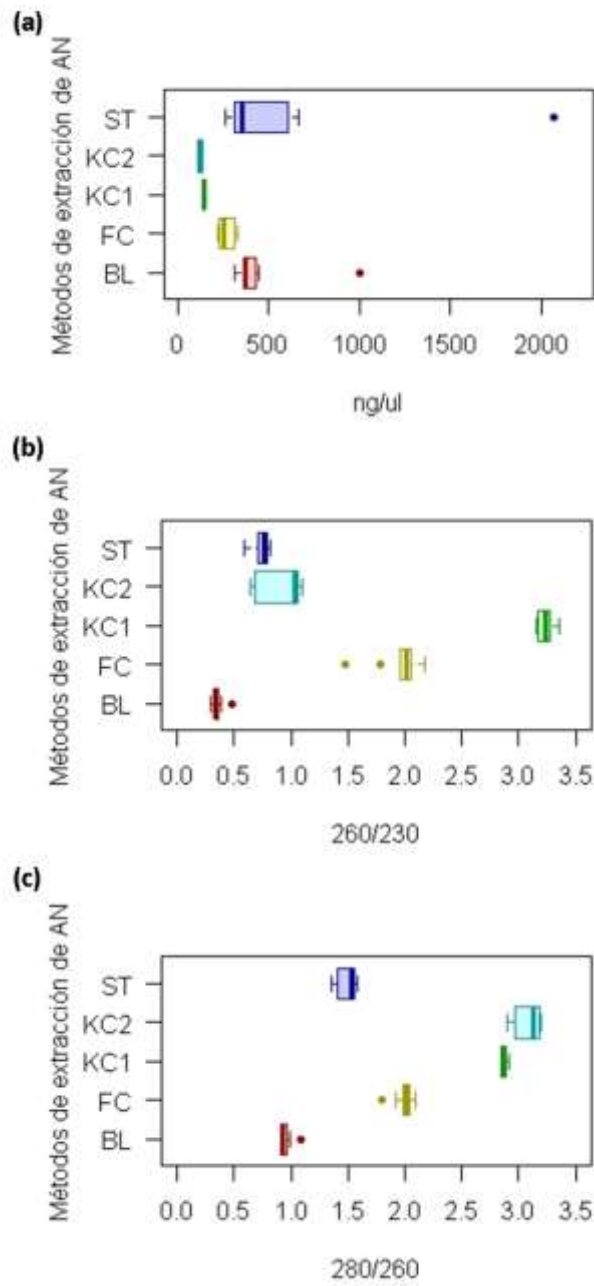 (a)
Métodos de extracción de AN
ST
KC2
KC1
FC
BL
0 500 1000 1500 2000
ng/ul
(b)
Métodos de extracción de AN
ST
KC2
KC1
FC
BL
0.0 0.5 1.0 1.5 2.0 2.5 3.0 3.5
260/230
(c)
Métodos de extracción de AN
ST
KC2
KC1
FC
BL
0.0 0.5 1.0 1.5 2.0 2.5 3.0 3.5
280/260